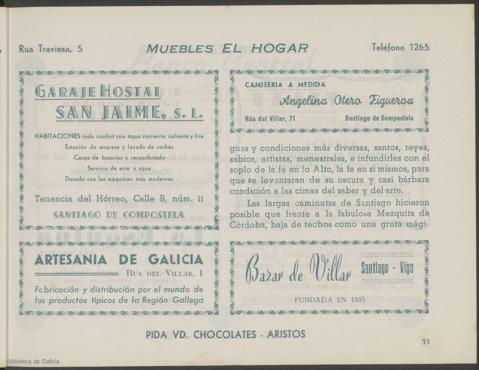 Rua Traviesa, 5 MUEBLES EL HOGAR Teléfono 1265
GARAJE HOSTAL
SAN JAIME, S. L.
HABITACIONES todo confort con agua corriente, caliente y fría
Estación de engrase y lavado de coches
Carga de baterías y recauchutado
Servicio de aire y agua
Dotado con las máquinas más modernas
Tenencia del Hórreo, Calle B, núm. 11
SANTIAGO DE COMPOSTELA
ARTESANIA DE GALICIA
RUA DEL VILLAR, 1
Fabricación y distribución por el mundo de
los productos típicos de la Región Gallega
CAMISERIA A MEDIDA
Angelina Otero Figueroa
Rúa del Villar, 71 Santiago de Compostela
guas y condiciones más diversas, santos, reyes,
sabios, artistas, menestrales, e infundirles con el
soplo de la fe en lo Alto, la fe en sí mismos, para
que se levantaran de su oscura y casi bárbara
condición a las cimas del saber y del arte.
Las largas caminatas de Santiago hicieron
posible que frente a la fabulosa Mezquita de
Córdoba, baja de techos como una gruta mági-
Bazar de Villar Santiago - Vigo
FUNDADA EN 1865
PIDA VD. CHOCOLATES - ARISTOS
33
Biblioteca de Galicia